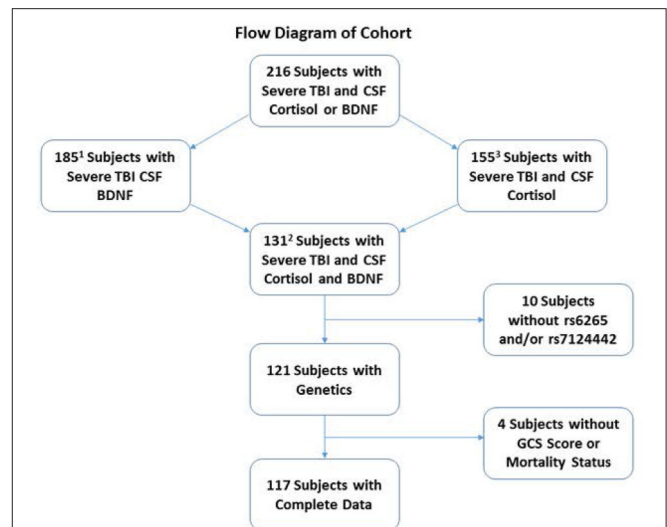 Flow Diagram of Cohort
216 Subjects with
Severe TBI and CSF
Cortisol or BDNF
185¹ Subjects with
Severe TBI CSF
BDNF
155³ Subjects with
Severe TBI and CSF
Cortisol
131² Subjects with
Severe TBI and CSF
Cortisol and BDNF
10 Subjects
without rs6265
and/or rs7124442
121 Subjects with
Genetics
4 Subjects without
GCS Score or
Mortality Status
117 Subjects with
Complete Data